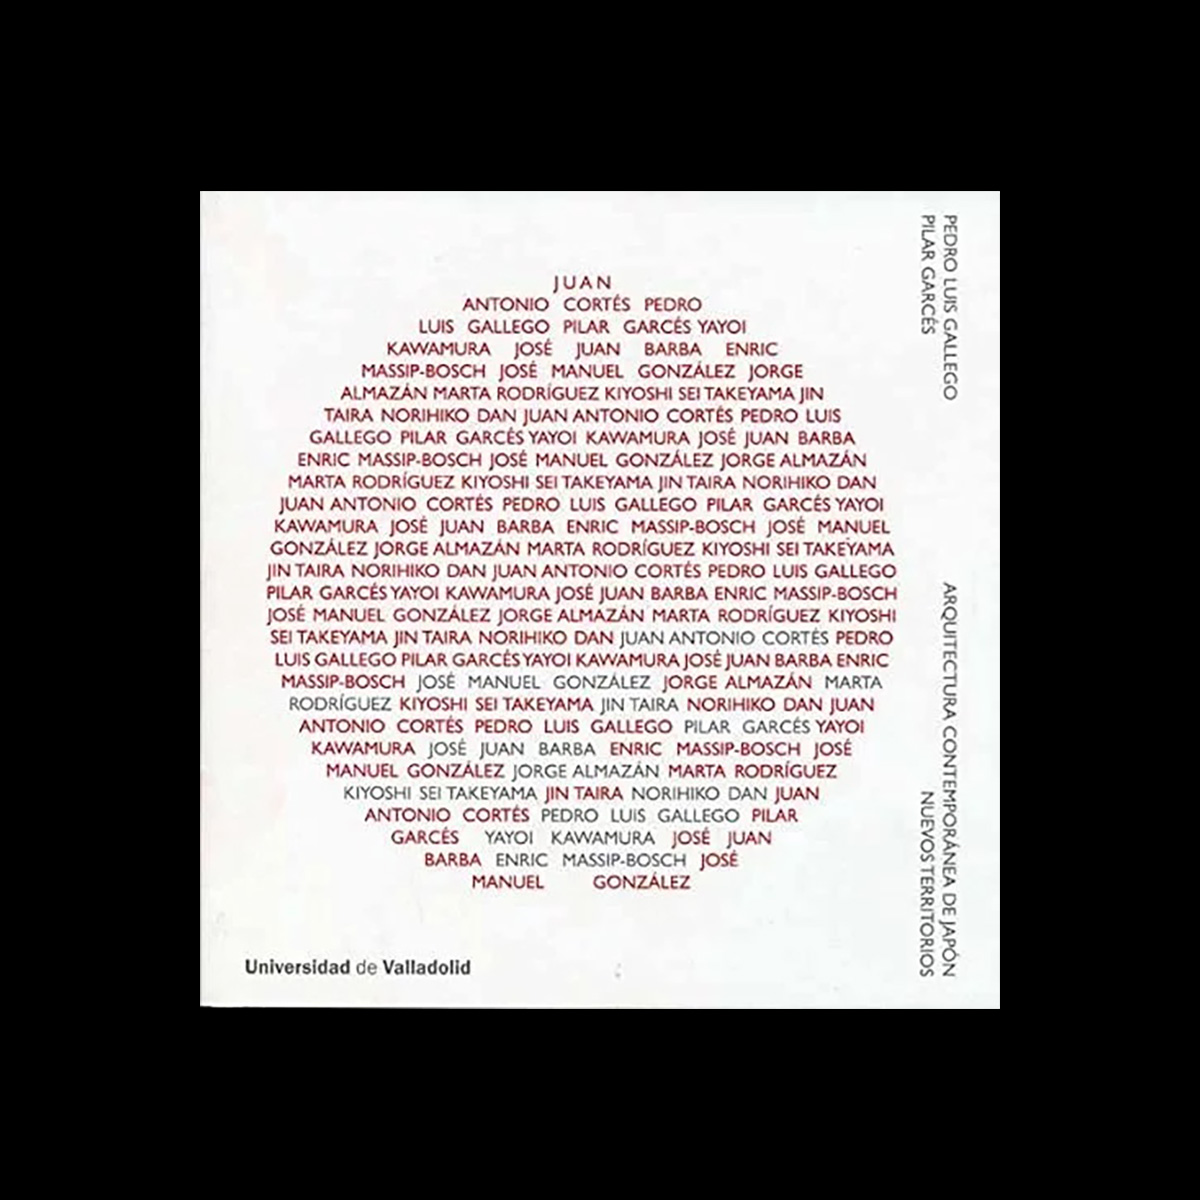 JUAN
ANTONIO CORTÉS PEDRO
LUIS GALLEGO PILAR GARCÉS YAYOI
KAWAMURA JOSÉ JUAN BARBA ENRIC
MASSIP-BOSCH JOSÉ MANUEL GONZÁLEZ JORGE
ALMAZÁN MARTA RODRÍGUEZ KIYOSHI SEI TAKEYAMA JIN
TAIRA NORIHIKO DAN JUAN ANTONIO CORTÉS PEDRO LUIS
GALLEGO PILAR GARCÉS YAYOI KAWAMURA JOSÉ JUAN BARBA
ENRIC MASSIP-BOSCH JOSÉ MANUEL GONZÁLEZ JORGE ALMAZÁN
MARTA RODRÍGUEZ KIYOSHI SEI TAKEYAMA JIN TAIRA NORIHIKO DAN
JUAN ANTONIO CORTÉS PEDRO LUIS GALLEGO PILAR GARCÉS YAYOI
KAWAMURA JOSÉ JUAN BARBA ENRIC MASSIP-BOSCH JOSÉ MANUEL
GONZÁLEZ JORGE ALMAZÁN MARTA RODRÍGUEZ KIYOSHI SEI TAKEYAMA
JIN TAIRA NORIHIKO DAN JUAN ANTONIO CORTÉS PEDRO LUIS GALLEGO
PILAR GARCÉS YAYOI KAWAMURA JOSÉ JUAN BARBA ENRIC MASSIP-BOSCH
JOSÉ MANUEL GONZÁLEZ JORGE ALMAZÁN MARTA RODRÍGUEZ KIYOSHI
SEI TAKEYAMA JIN TAIRA NORIHIKO DAN JUAN ANTONIO CORTÉS PEDRO
LUIS GALLEGO PILAR GARCÉS YAYOI KAWAMURA JOSÉ JUAN BARBA ENRIC
MASSIP-BOSCH JOSÉ MANUEL GONZÁLEZ JORGE ALMAZÁN MARTA
RODRÍGUEZ KIYOSHI SEI TAKEYAMA JIN TAIRA NORIHIKO DAN JUAN
ANTONIO CORTÉS PEDRO LUIS GALLEGO PILAR GARCÉS YAYOI
KAWAMURA JOSÉ JUAN BARBA ENRIC MASSIP-BOSCH JOSÉ
MANUEL GONZÁLEZ JORGE ALMAZÁN MARTA RODRÍGUEZ
KIYOSHI SEI TAKEYAMA JIN TAIRA NORIHIKO DAN JUAN
ANTONIO CORTÉS PEDRO LUIS GALLEGO PILAR
GARCÉS YAYOI KAWAMURA JOSÉ JUAN
BARBA ENRIC MASSIP-BOSCH JOSÉ
MANUEL GONZÁLEZ
Universidad de Valladolid
PEDRO LUIS GALLEGO
PILAR GARCÉS
ARQUITECTURA CONTEMPORÁNEA DE JAPÓN
NUEVOS TERRITORIOS